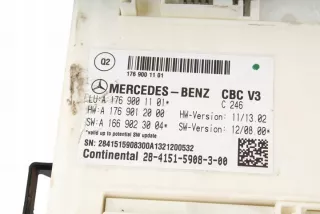 Q2
176 900 11 01
MERCEDES-BENZ CBC V3
LU:A 176 900 11 01* C 246
HW:A 176 901 20 00 HW-Version: 11/13.02
SW:A 166 902 30 04* SW-Version: 12/08.00*
*valid up to potential SW update
SN: 2841515908300A1321200532
Continental 28-4151-5908-3-00